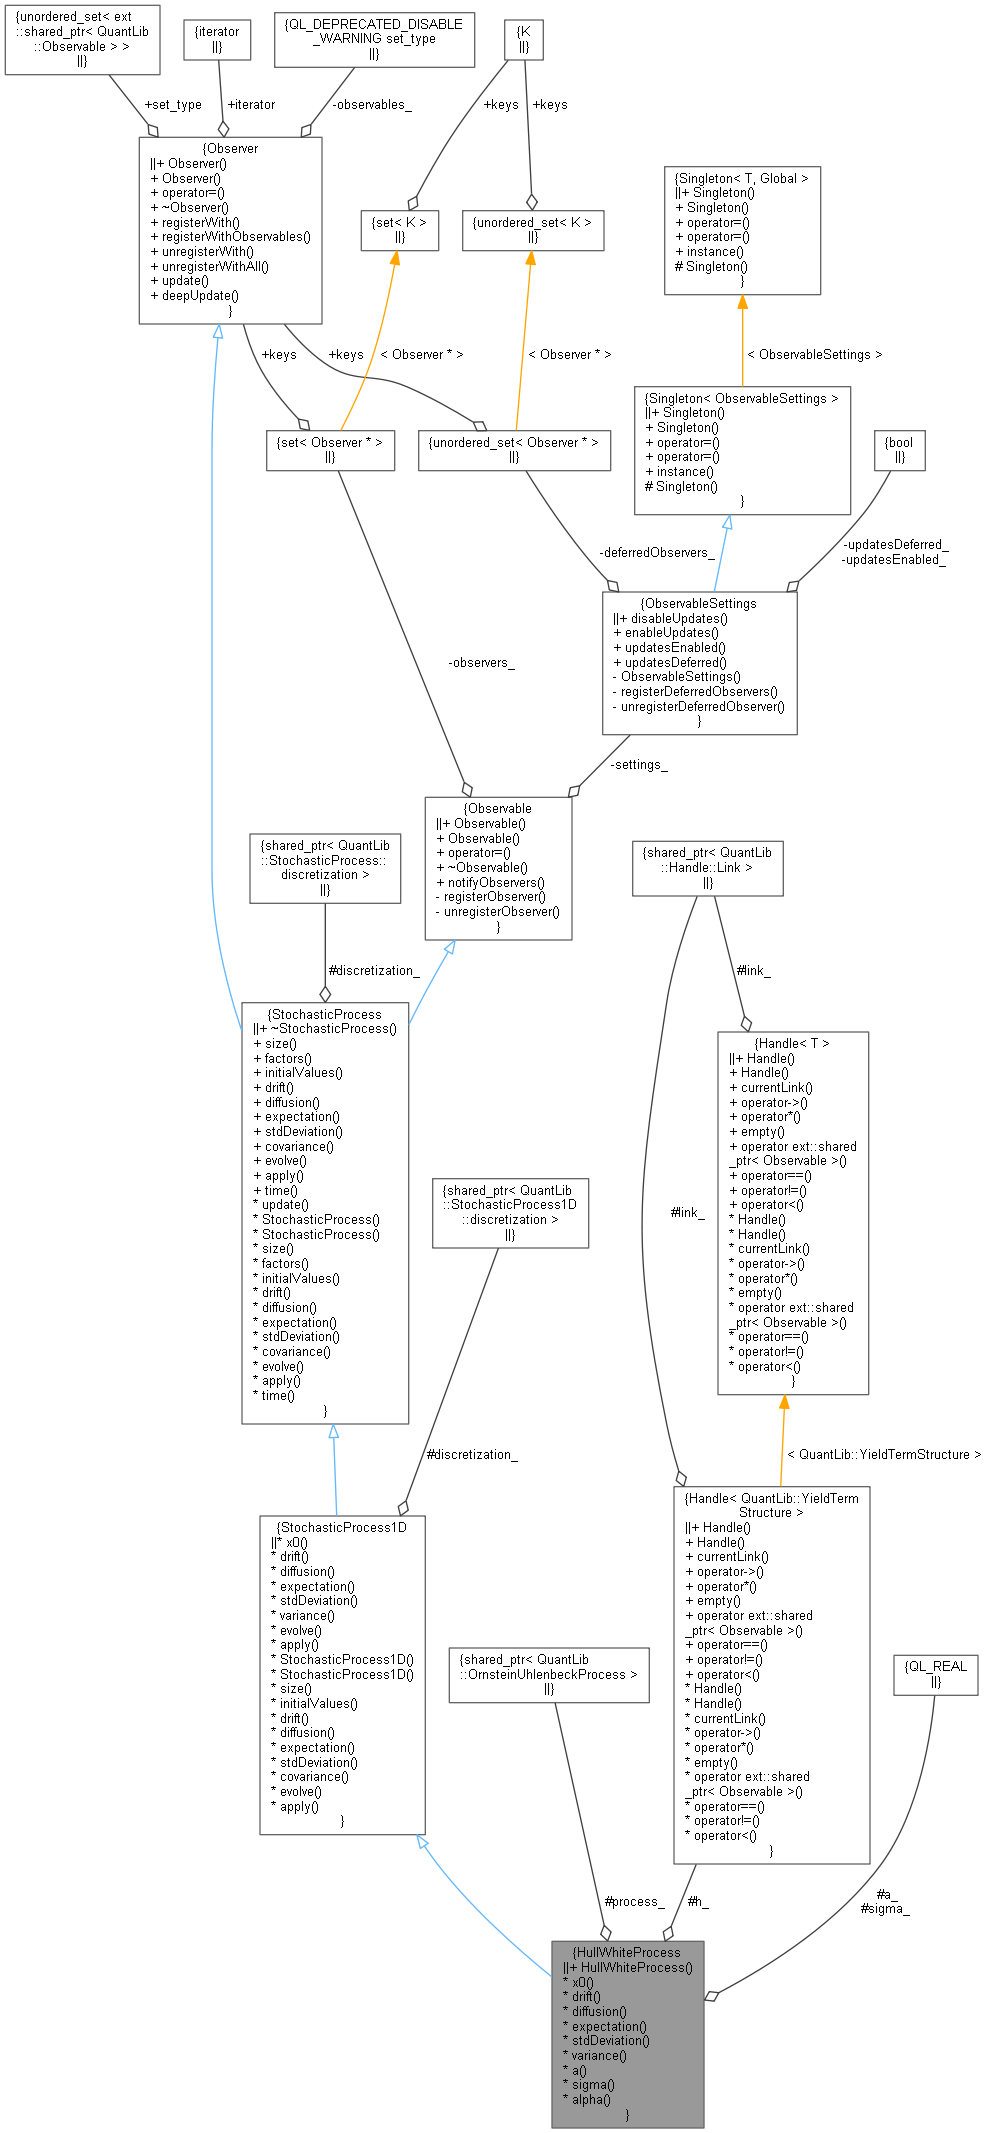 {unordered_set< ext
::shared_ptr< QuantLib
::Observable > >
||}
{iterator
||}
{QL_DEPRECATED_DISABLE
_WARNING set_type
||}
{K
||}
+set_type
+iterator
-observables_
+keys
+keys
{Observer
||+ Observer()
+ Observer()
+ operator=()
+ ~Observer()
+ registerWith()
+ registerWithObservables()
+ unregisterWith()
+ unregisterWithAll()
+ update()
+ deepUpdate()
}
{set< K >
||}
{unordered_set< K >
||}
{Singleton< T, Global >
||+ Singleton()
+ Singleton()
+ operator=()
+ operator=()
+ instance()
# Singleton()
}
+keys
+keys
< Observer * >
< Observer * >
< ObservableSettings >
{set< Observer * >
||}
{unordered_set< Observer * >
||}
{Singleton< ObservableSettings >
||+ Singleton()
+ Singleton()
+ operator=()
+ operator=()
+ instance()
# Singleton()
}
{bool
||}
-deferredObservers_
-updatesDeferred_
-updatesEnabled_
{ObservableSettings
||+ disableUpdates()
+ enableUpdates()
+ updatesEnabled()
+ updatesDeferred()
- ObservableSettings()
- registerDeferredObservers()
- unregisterDeferredObserver()
}
-observers_
-settings_
{Observable
||+ Observable()
+ Observable()
+ operator=()
+ ~Observable()
+ notifyObservers()
- registerObserver()
- unregisterObserver()
}
{shared_ptr< QuantLib
::StochasticProcess::
discretization >
||}
{shared_ptr< QuantLib
::Handle::Link >
||}
#discretization_
#link_
{StochasticProcess
||+ ~StochasticProcess()
+ size()
+ factors()
+ initialValues()
+ drift()
+ diffusion()
+ expectation()
+ stdDeviation()
+ covariance()
+ evolve()
+ apply()
+ time()
* update()
* StochasticProcess()
* StochasticProcess()
* size()
* factors()
* initialValues()
* drift()
* diffusion()
* expectation()
* stdDeviation()
* covariance()
* evolve()
* apply()
* time()
}
{Handle< T >
||+ Handle()
+ Handle()
+ currentLink()
+ operator->()
+ operator*()
+ empty()
+ operator ext::shared
_ptr< Observable >()
+ operator==()
+ operator!=()
+ operator<()
* Handle()
* Handle()
* currentLink()
* operator->()
* operator*()
* empty()
* operator ext::shared
_ptr< Observable >()
* operator==()
* operator!=()
* operator<()
}
{shared_ptr< QuantLib
::StochasticProcess1D
::discretization >
||}
#link_
#discretization_
< QuantLib::YieldTermStructure >
{StochasticProcess1D
||* x0()
* drift()
* diffusion()
* expectation()
* stdDeviation()
* variance()
* evolve()
* apply()
* StochasticProcess1D()
* StochasticProcess1D()
* size()
* initialValues()
* drift()
* diffusion()
* expectation()
* stdDeviation()
* covariance()
* evolve()
* apply()
}
{Handle< QuantLib::YieldTerm
Structure >
||+ Handle()
+ Handle()
+ currentLink()
+ operator->()
+ operator*()
+ empty()
+ operator ext::shared
_ptr< Observable >()
+ operator==()
+ operator!=()
+ operator<()
* Handle()
* Handle()
* currentLink()
* operator->()
* operator*()
* empty()
* operator ext::shared
_ptr< Observable >()
* operator==()
* operator!=()
* operator<()
}
{shared_ptr< QuantLib
::OrnsteinUhlenbeckProcess >
||}
{QL_REAL
||}
#process_
#h_
#a_
#sigma_
{HullWhiteProcess
||+ HullWhiteProcess()
* x0()
* drift()
* diffusion()
* expectation()
* stdDeviation()
* variance()
* a()
* sigma()
* alpha()
}